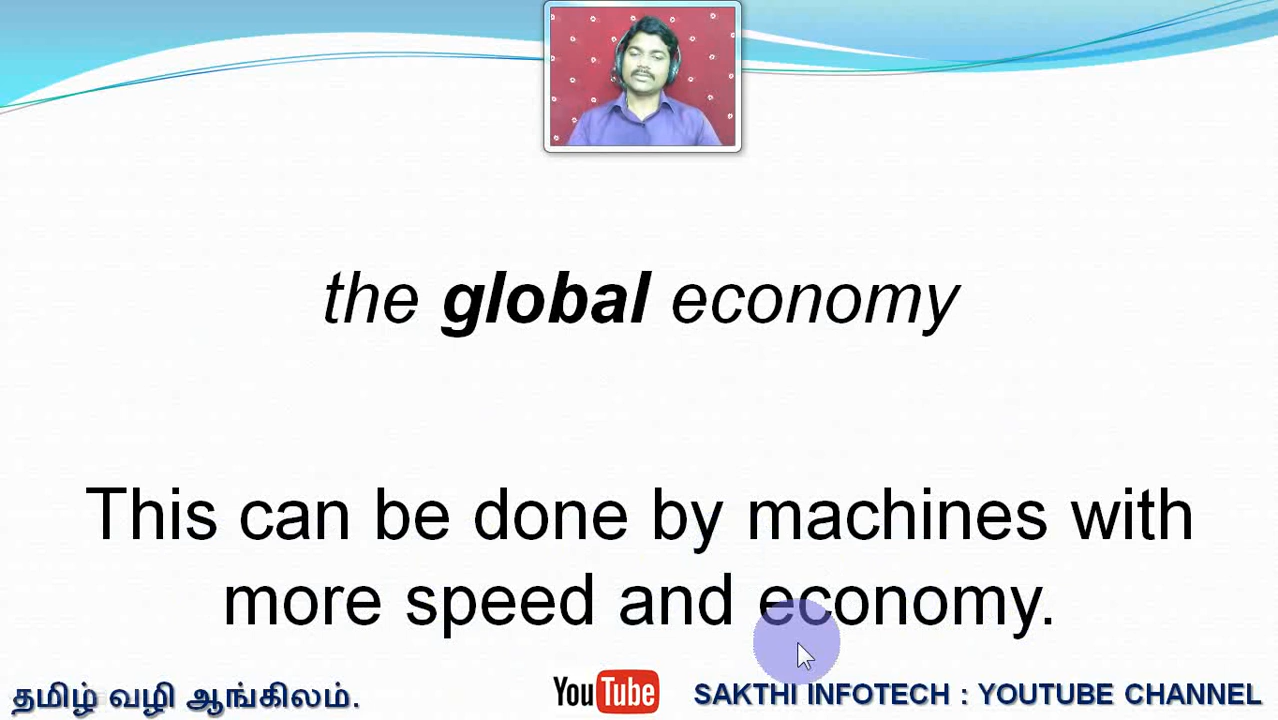 the global economy
This can be done by machines with
more speed and economy.
தமிழ் வழி ஆங்கிலம்.
YouTube
SAKTHI INFOTECH : YOUTUBE CHANNEL